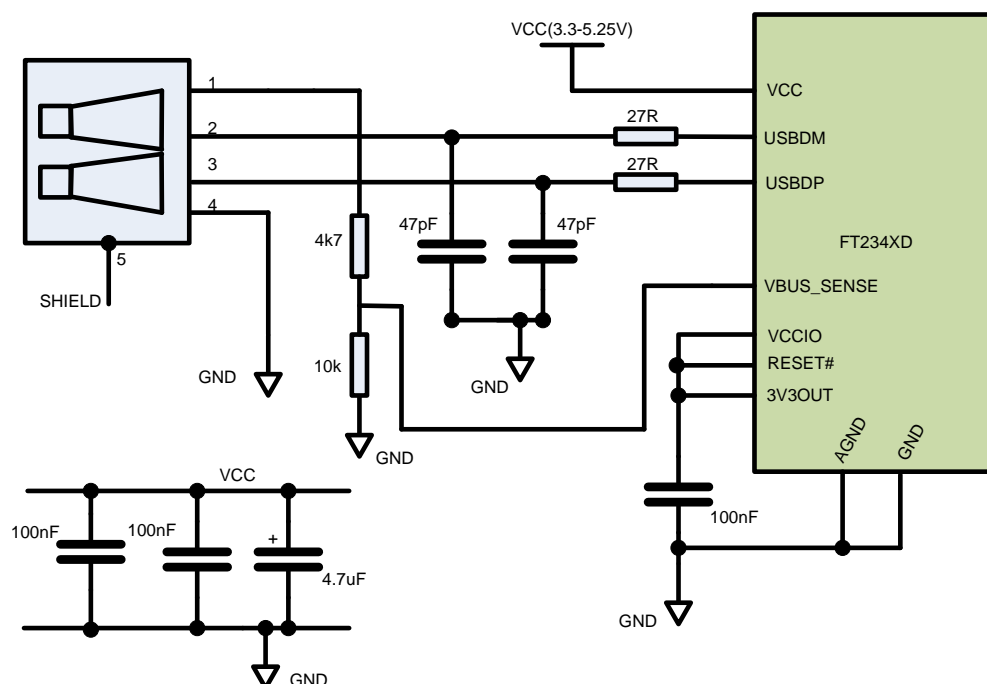 VCC(3.3-5.25V)
1
2
3
4
5
SHIELD
GND
4k7
10k
GND
47pF
47pF
GND
27R
27R
VCC
USBDM
USBDP
FT234XD
VBUS_SENSE
VCCIO
RESET#
3V3OUT
AGND
GND
100nF
GND
VCC
100nF
100nF
+
4.7uF
GND